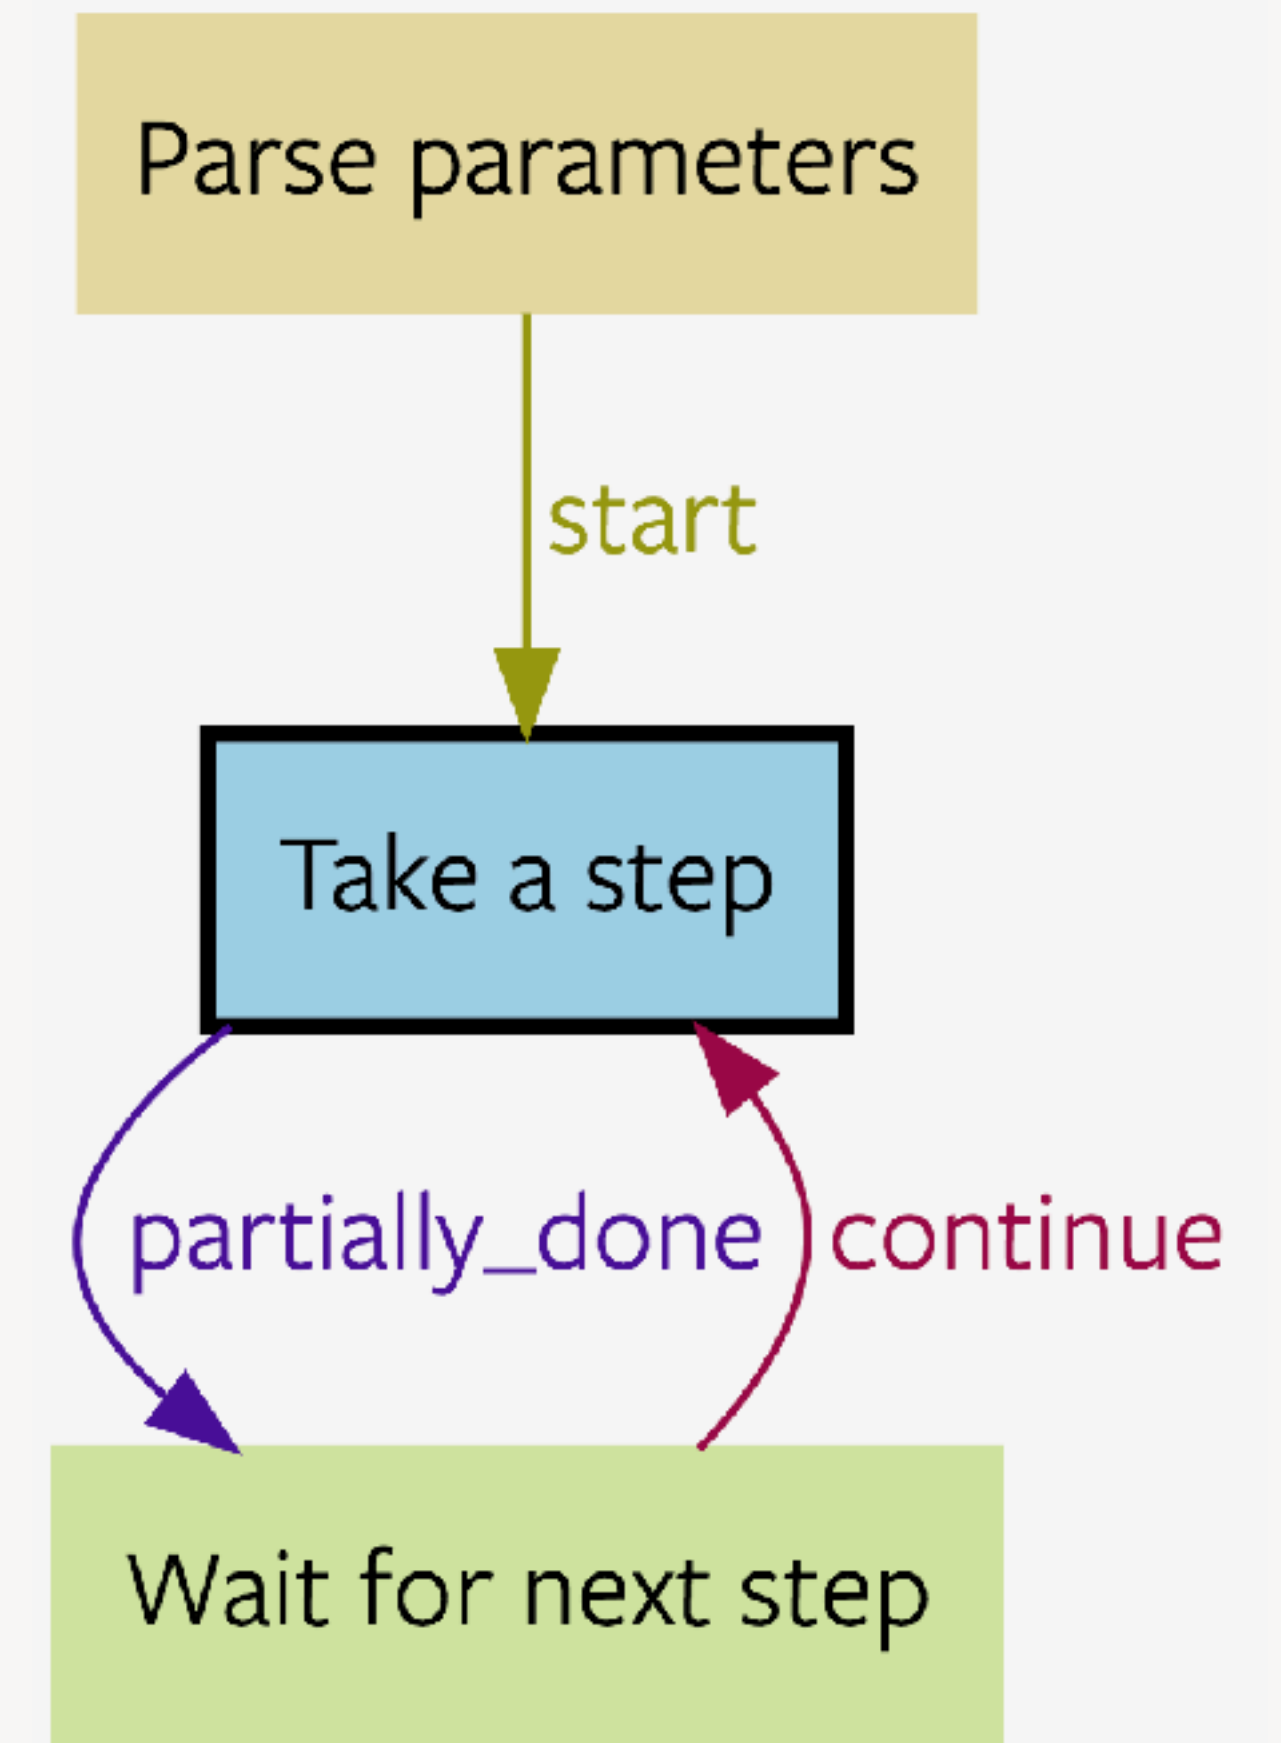 Parse parameters
start
Take a step
partially_done
continue
Wait for next step